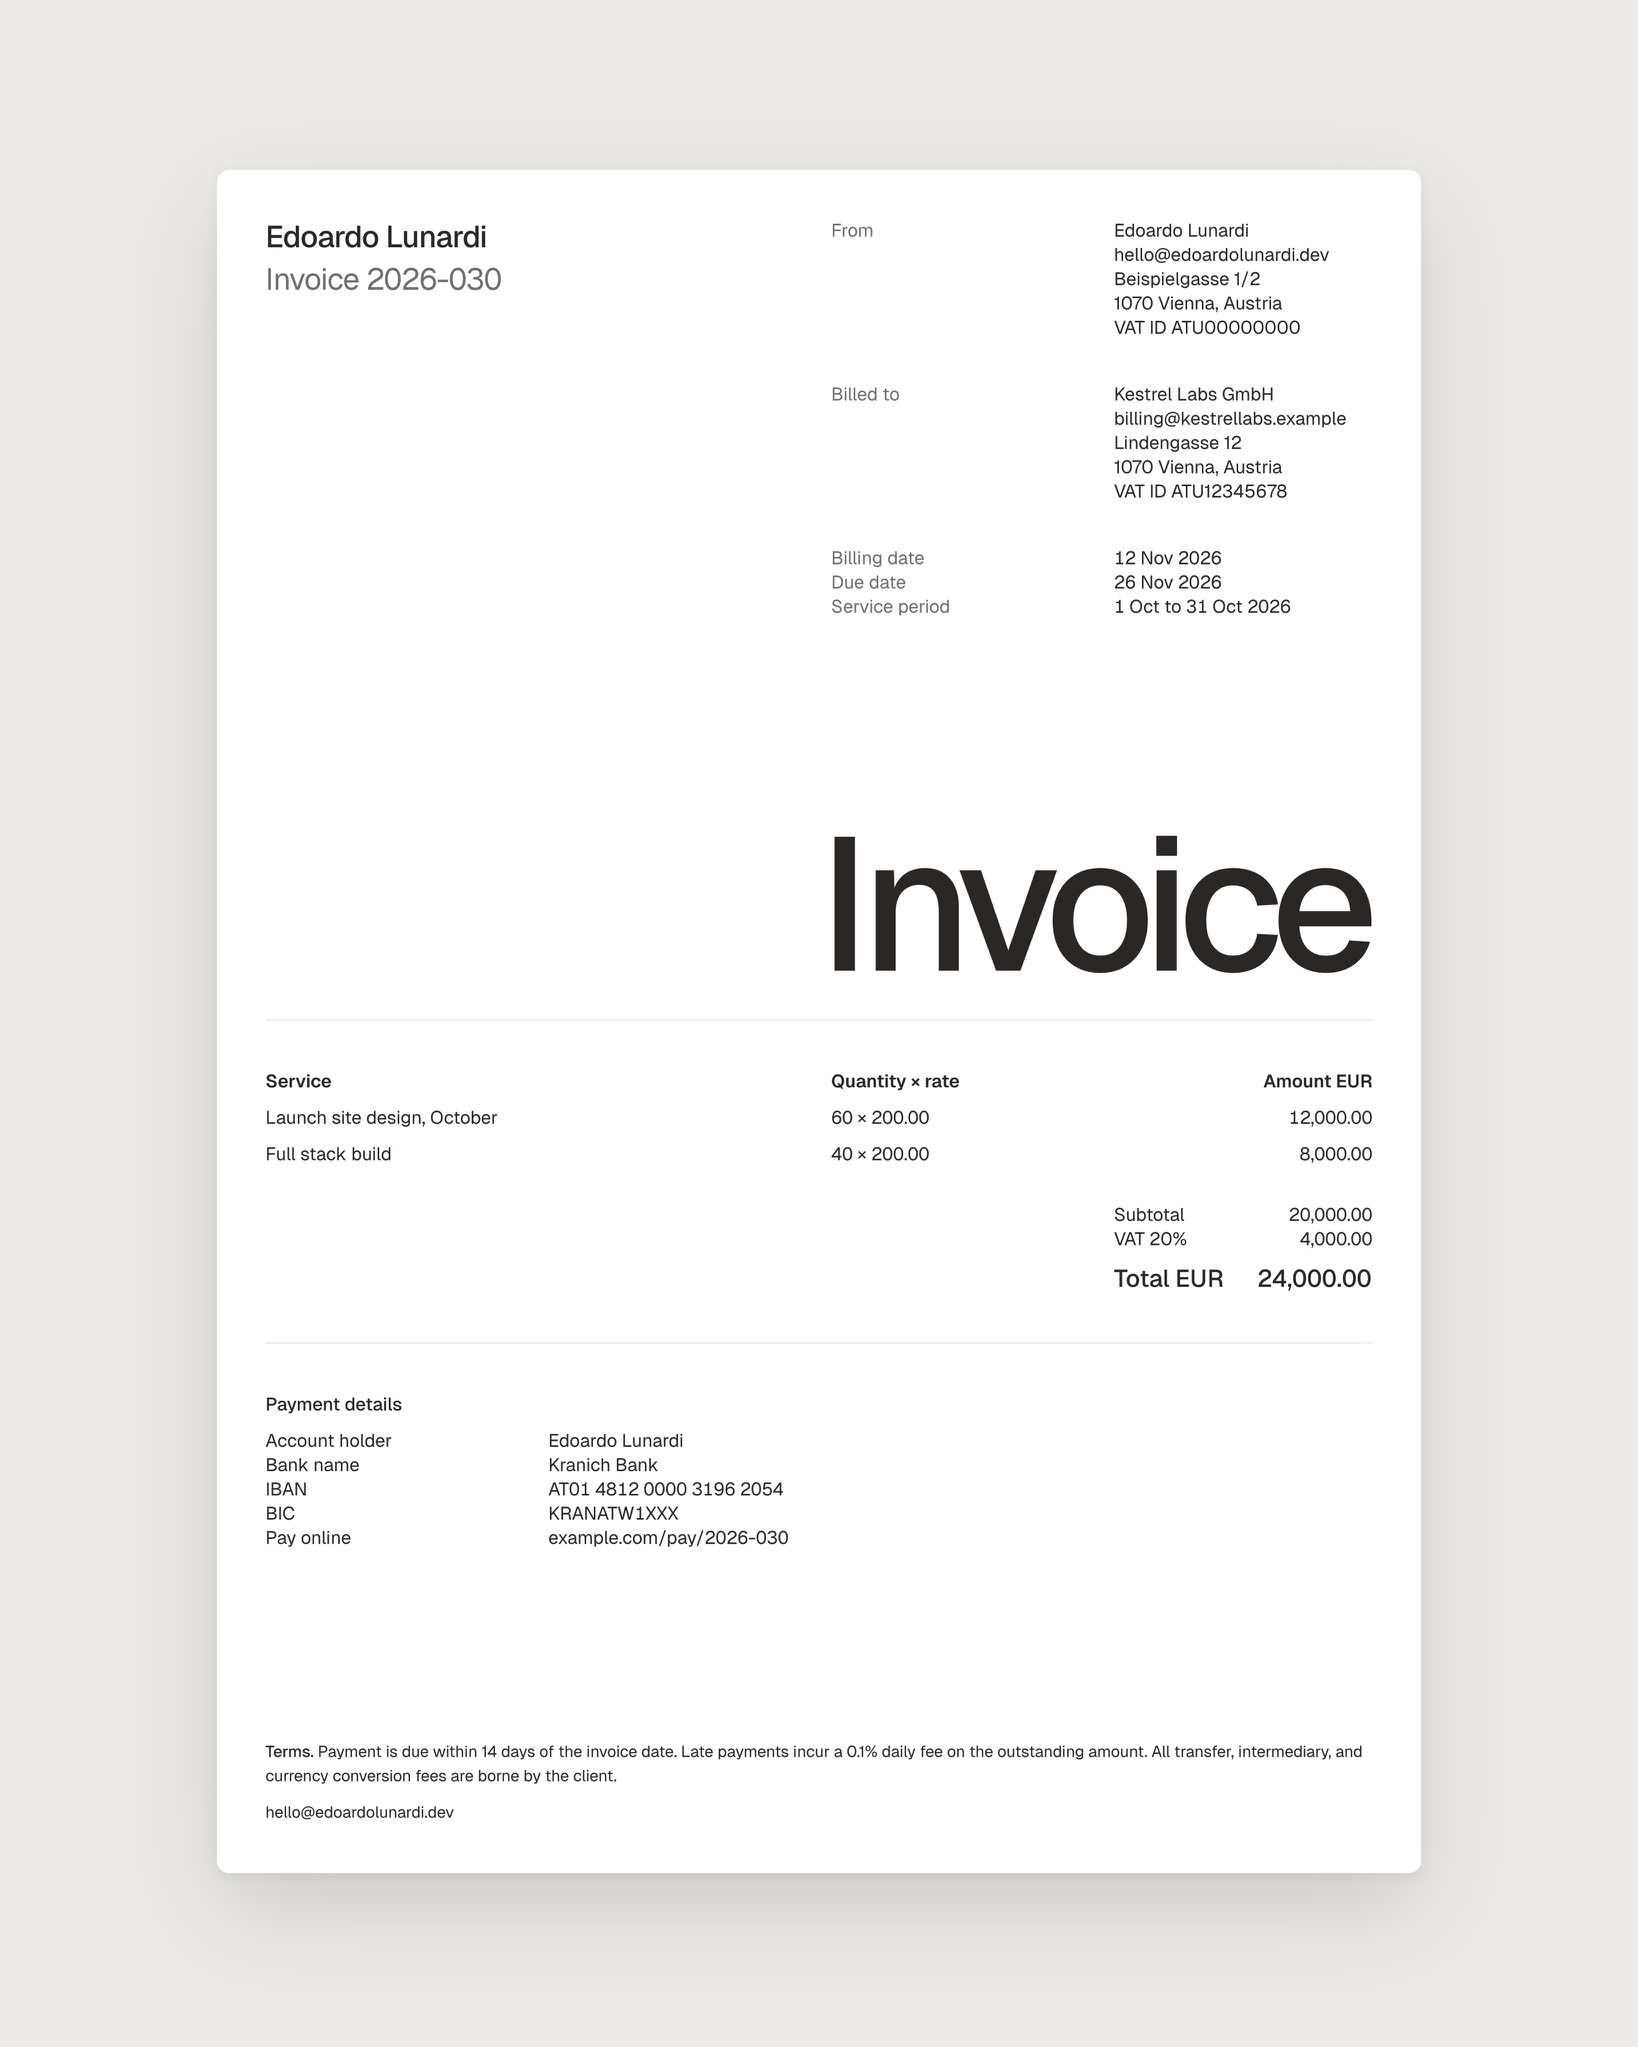 Edoardo Lunardi
Invoice 2026-030
From
Edoardo Lunardi
hello@edoardolunardi.dev
Beispielgasse 1/2
1070 Vienna, Austria
VAT ID ATU00000000
Billed to
Kestrel Labs GmbH
billing@kestrellabs.example
Lindengasse 12
1070 Vienna, Austria
VAT ID ATU12345678
Billing date 12 Nov 2026
Due date 26 Nov 2026
Service period 1 Oct to 31 Oct 2026
Invoice
Service Quantity × rate Amount EUR
Launch site design, October 60 × 200.00 12,000.00
Full stack build 40 × 200.00 8,000.00
Subtotal 20,000.00
VAT 20% 4,000.00
Total EUR 24,000.00
Payment details
Account holder Edoardo Lunardi
Bank name Kranich Bank
IBAN AT01 4812 0000 3196 2054
BIC KRANATW1XXX
Pay online example.com/pay/2026-030
Terms. Payment is due within 14 days of the invoice date. Late payments incur a 0.1% daily fee on the outstanding amount. All transfer, intermediary, and
currency conversion fees are borne by the client.
hello@edoardolunardi.dev